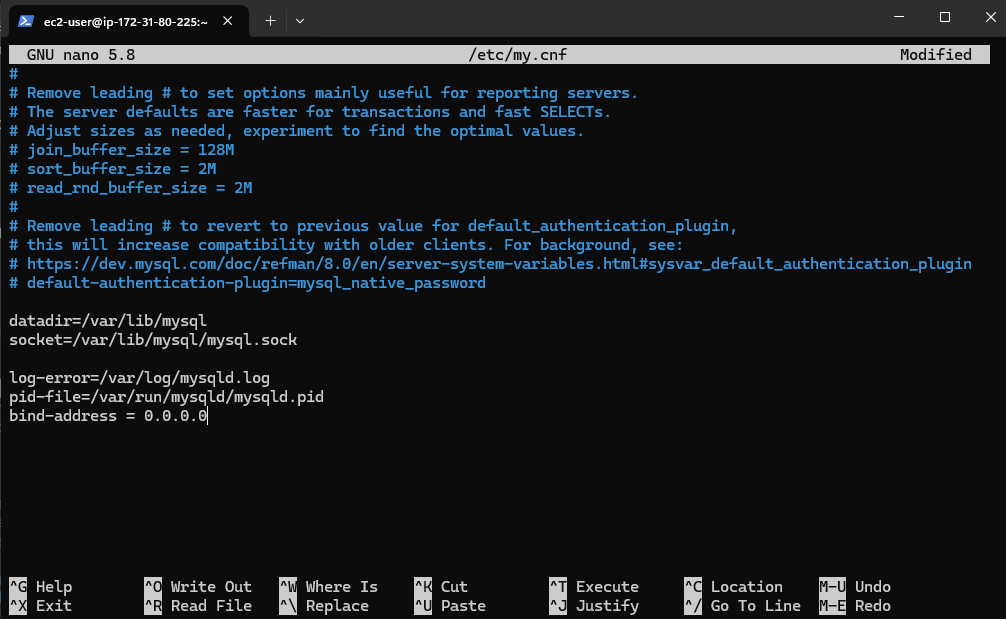 ec2-user@ip-172-31-80-225:~
GNU nano 5.8 /etc/my.cnf Modified
#
# Remove leading # to set options mainly useful for reporting servers.
# The server defaults are faster for transactions and fast SELECTs.
# Adjust sizes as needed, experiment to find the optimal values.
# join_buffer_size = 128M
# sort_buffer_size = 2M
# read_rnd_buffer_size = 2M
#
# Remove leading # to revert to previous value for default_authentication_plugin,
# this will increase compatibility with older clients. For background, see:
# https://dev.mysql.com/doc/refman/8.0/en/server-system-variables.html#sysvar_default_authentication_plugin
# default-authentication-plugin=mysql_native_password
datadir=/var/lib/mysql
socket=/var/lib/mysql/mysql.sock
log-error=/var/log/mysqld.log
pid-file=/var/run/mysqld/mysqld.pid
bind-address = 0.0.0.0
^G Help ^O Write Out ^W Where Is ^K Cut ^T Execute ^C Location M-U Undo
^X Exit ^R Read File ^\ Replace ^U Paste ^J Justify ^/ Go To Line M-E Redo